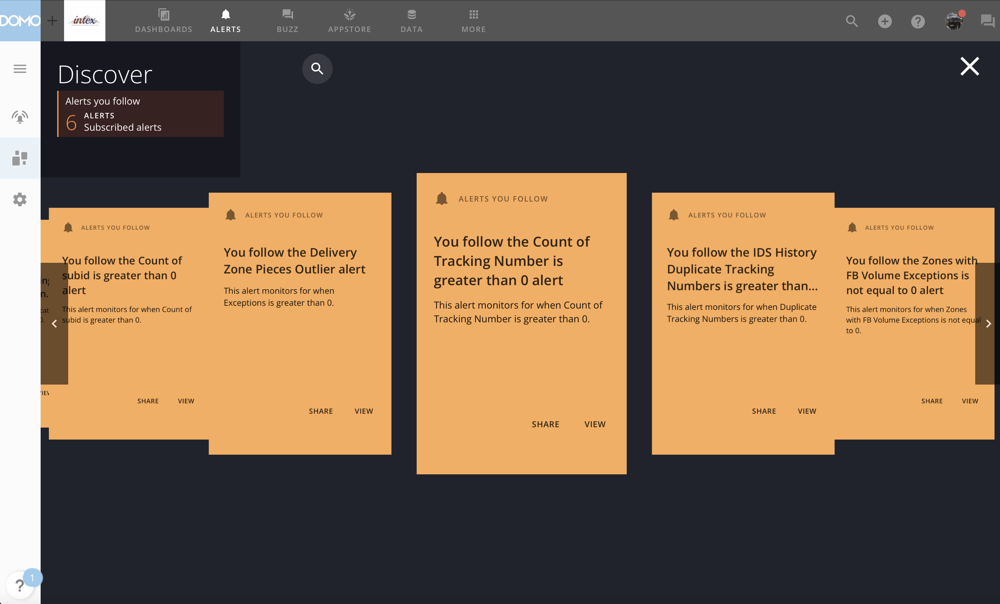 DOMO
intex
DASHBOARDS
ALERTS
BUZZ
APPSTORE
DATA
MORE
Discover
Alerts you follow
6
ALERTS
Subscribed alerts
ALERTS YOU FOLLOW
You follow the Count of
subid is greater than 0
alert
This alert monitors for when Count of
subid is greater than 0.
SHARE VIEW
ALERTS YOU FOLLOW
You follow the Delivery
Zone Pieces Outlier alert
This alert monitors for when
Exceptions is greater than 0.
SHARE VIEW
ALERTS YOU FOLLOW
You follow the Count of
Tracking Number is
greater than 0 alert
This alert monitors for when Count of
Tracking Number is greater than 0.
SHARE VIEW
ALERTS YOU FOLLOW
You follow the IDS History
Duplicate Tracking
Numbers is greater than...
This alert monitors for when Duplicate
Tracking Numbers is greater than 0.
SHARE VIEW
ALERTS YOU FOLLOW
You follow the Zones with
FB Volume Exceptions is
not equal to 0 alert
This alert monitors for when Zones
with FB Volume Exceptions is not equal
to 0.
SHARE VIEW
?
1